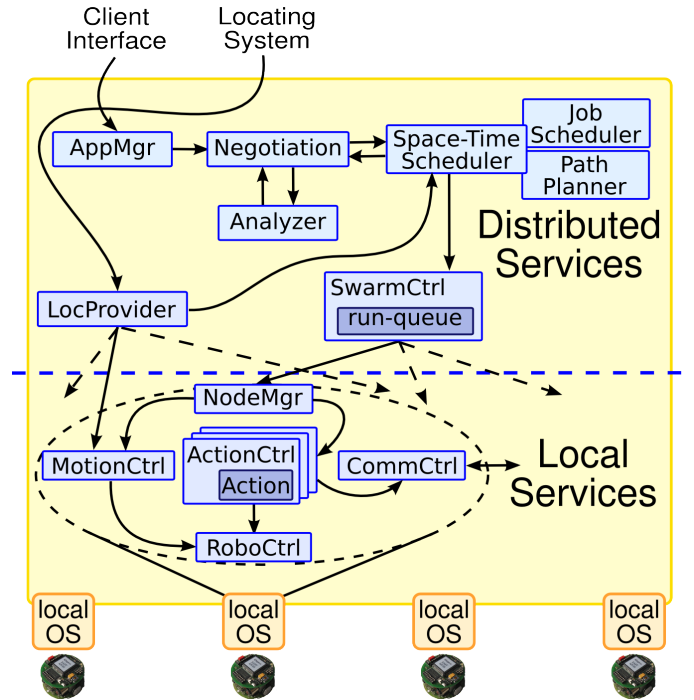 Client
Interface
Locating
System
AppMgr
Negotiation
Space-Time
Scheduler
Job
Scheduler
Path
Planner
Analyzer
Distributed
Services
LocProvider
SwarmCtrl
run-queue
NodeMgr
MotionCtrl
ActionCtrl
Action
CommCtrl
Local
Services
RoboCtrl
local
OS
local
OS
local
OS
local
OS